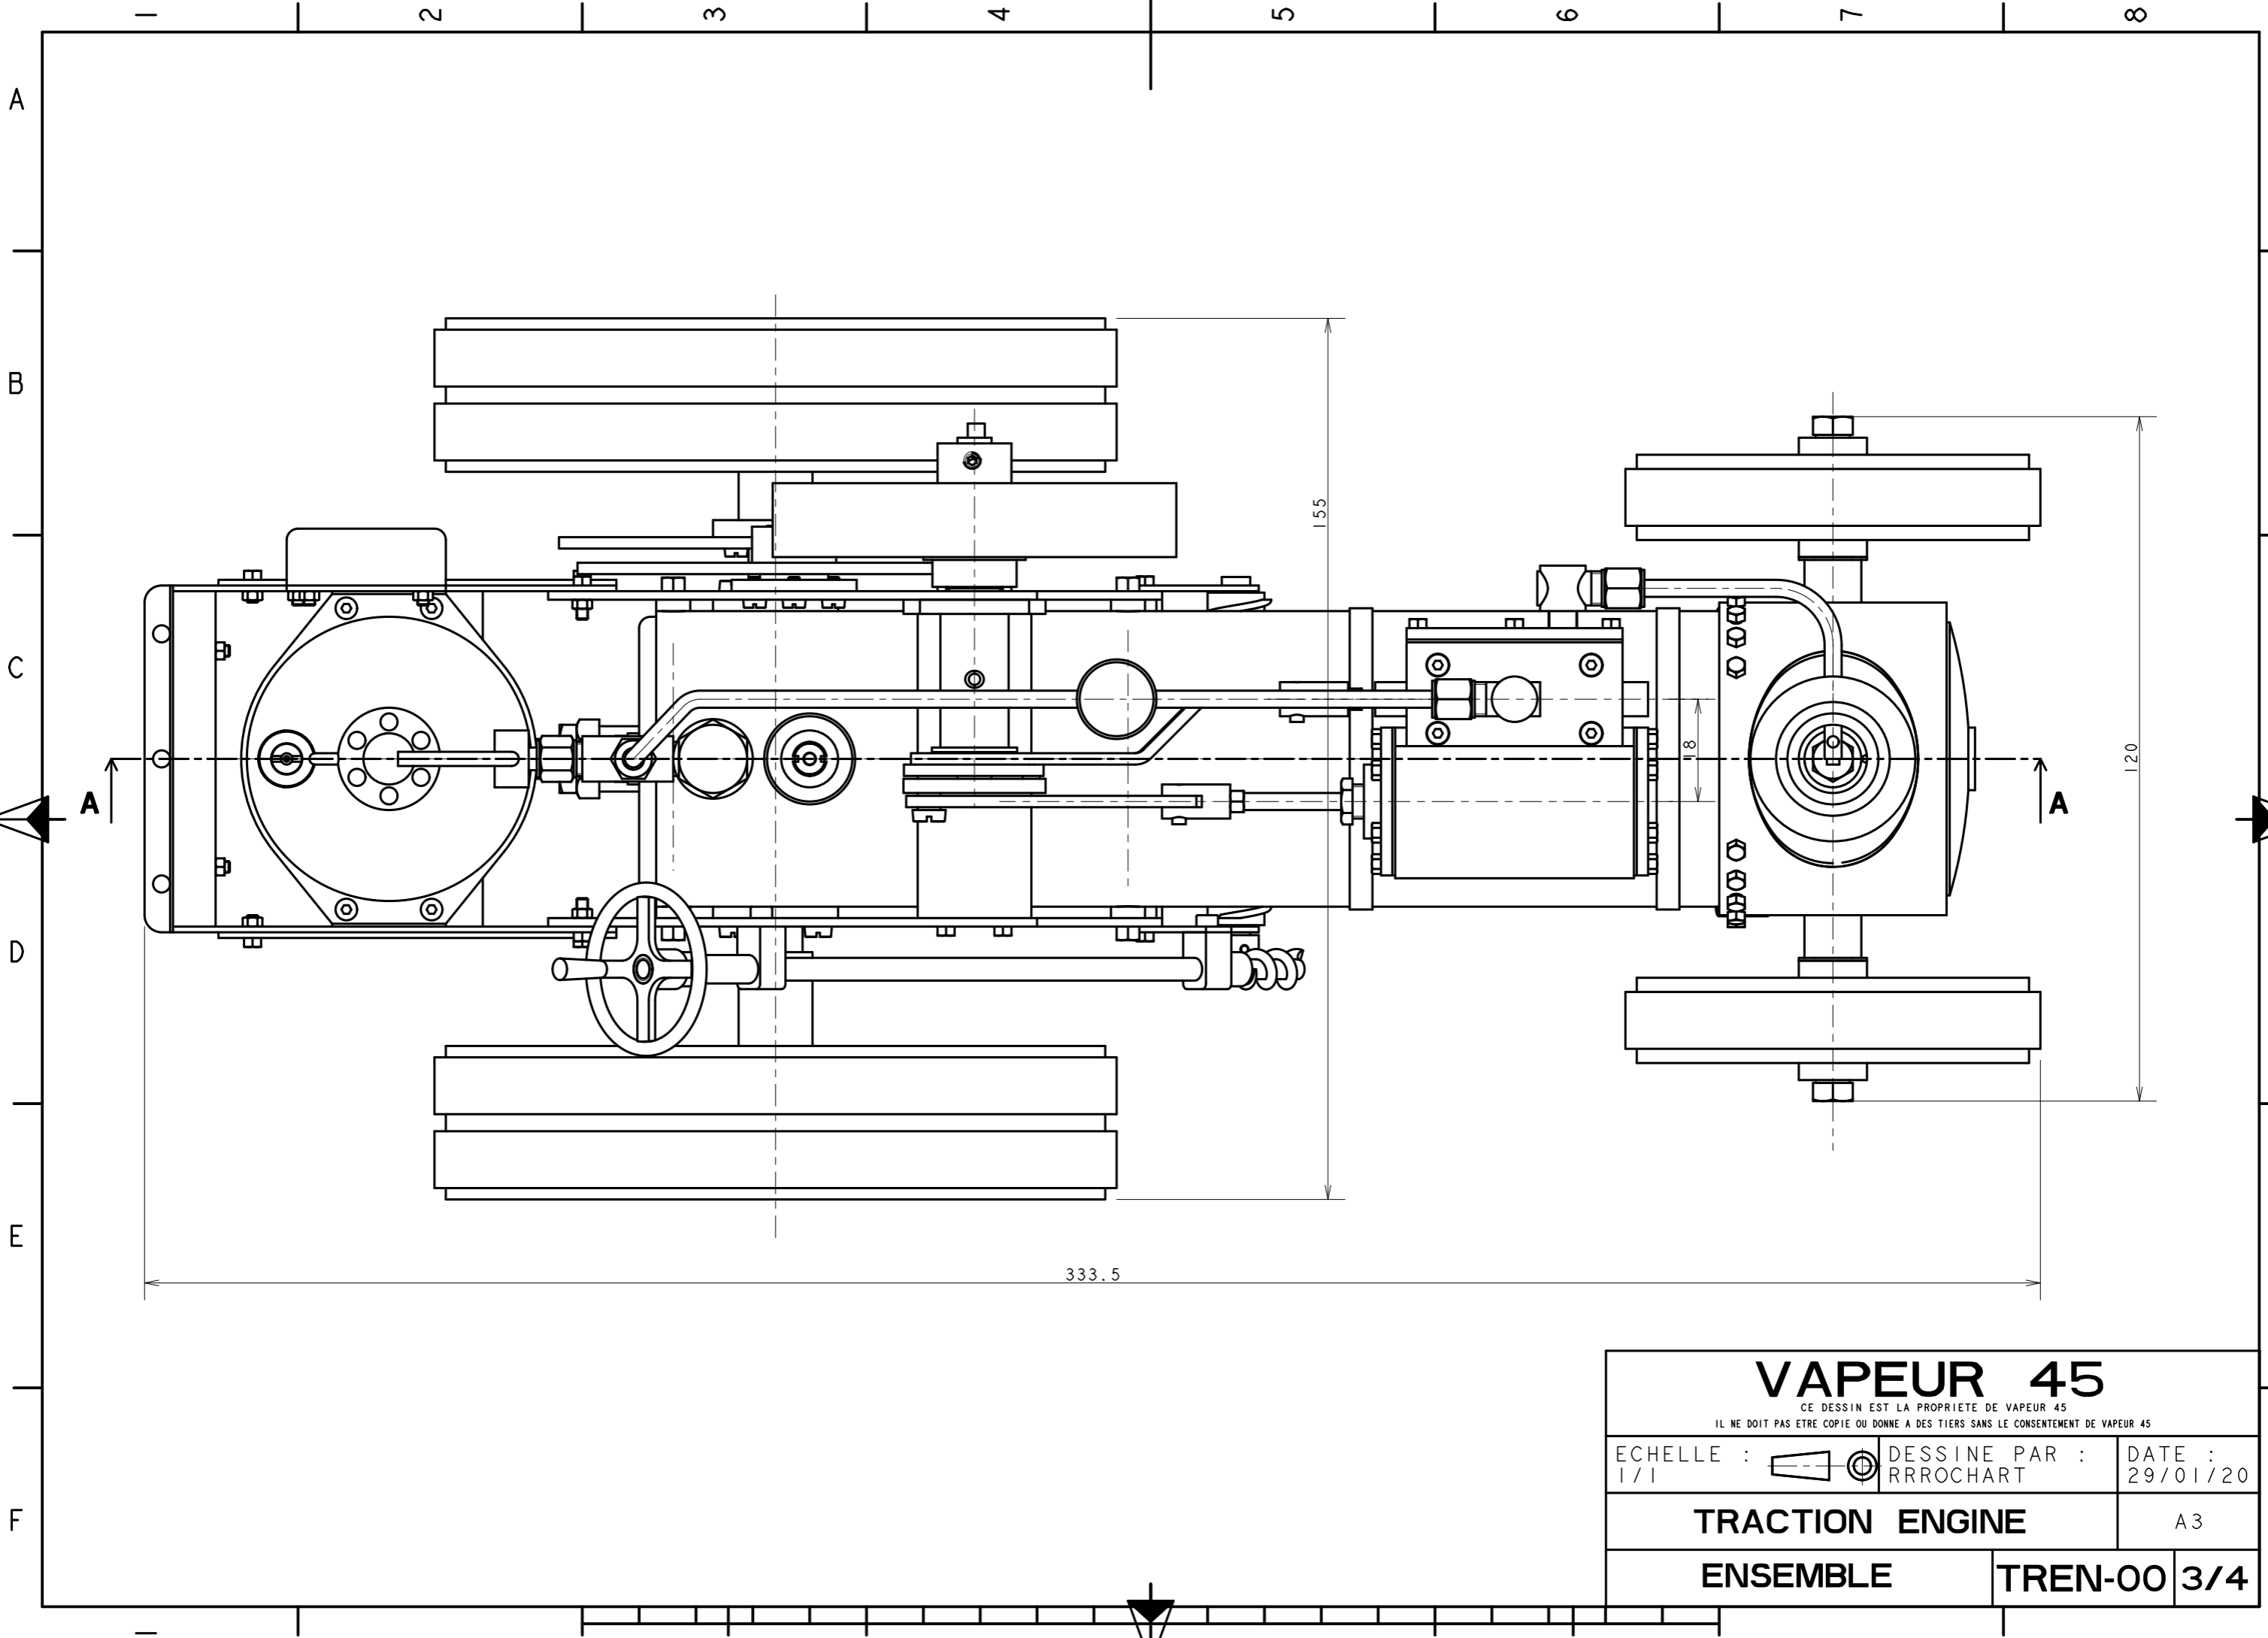 1 2 3 4 5 6 7 8
A
B
C
D
E
F
155
120
18
A A
333.5
VAPEUR 45
CE DESSIN EST LA PROPRIETE DE VAPEUR 45
IL NE DOIT PAS ETRE COPIE OU DONNE A DES TIERS SANS LE CONSENTEMENT DE VAPEUR 45
ECHELLE :
1/1
DESSINE PAR :
RRROCHART
DATE :
29/01/20
TRACTION ENGINE
A3
ENSEMBLE
TREN-00
3/4
1